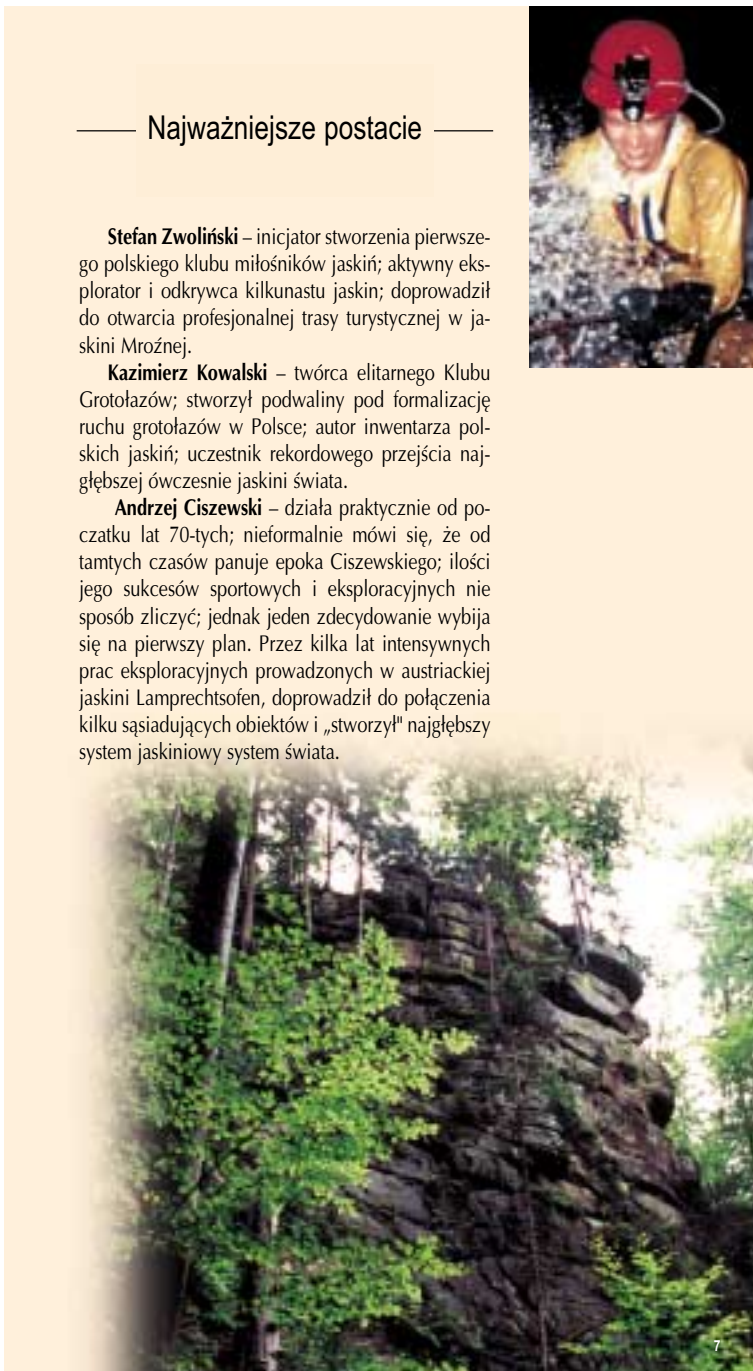 Najważniejsze postacie
Stefan Zwoliński – inicjator stworzenia pierwsze-
go polskiego klubu miłośników jaskiń; aktywny eks-
plorator i odkrywca kilkunastu jaskin; doprowadził
do otwarcia profesjonalnej trasy turystycznej w ja-
skini Mroźnej.
Kazimierz Kowalski – twórca elitarnego Klubu
Grotołazów; stworzył podwaliny pod formalizację
ruchu grotołazów w Polsce; autor inwentarza pol-
skich jaskiń; uczestnik rekordowego przejścia naj-
głębszej ówczesnie jaskini świata.
Andrzej Ciszewski – działa praktycznie od po-
czatku lat 70-tych; nieformalnie mówi się, że od
tamtych czasów panuje epoka Ciszewskiego; ilości
jego sukcesów sportowych i eksploracyjnych nie
sposób zliczyć; jednak jeden zdecydowanie wybija
się na pierwszy plan. Przez kilka lat intensywnych
prac eksploracyjnych prowadzonych w austriackiej
jaskini Lamprechtsofen, doprowadził do połączenia
kilku sąsiadujących obiektów i „stworzył" najgłębszy
system jaskiniowy system świata.
7